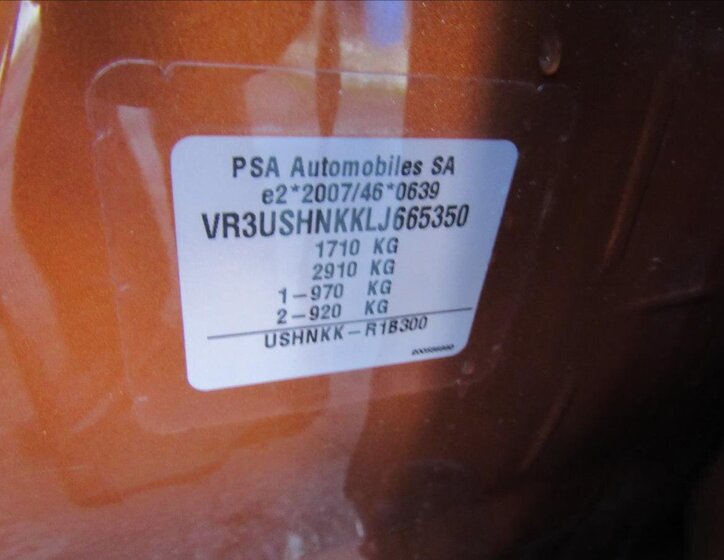 PSA Automobiles SA
e2*2007/46*0639
VR3USHNKKLJ665350
1710 KG
2910 KG
1-970 KG
2-920 KG
USHNKK-R1B300